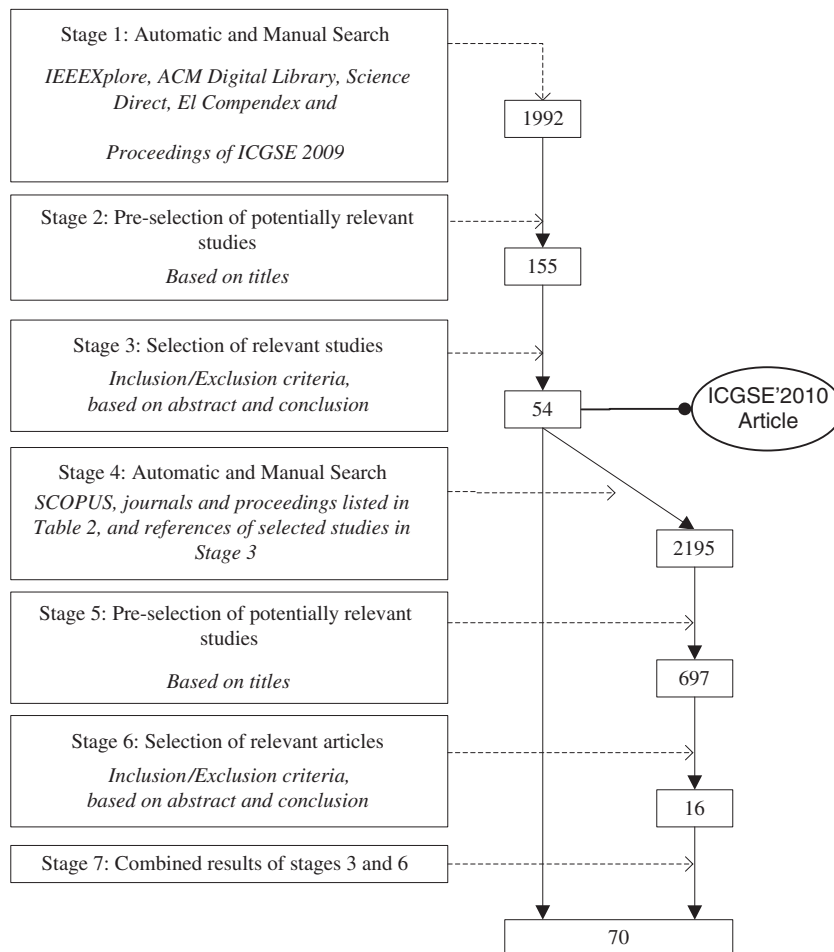 Stage 1: Automatic and Manual Search
IEEEXplore, ACM Digital Library, Science
Direct, El Compendex and
Proceedings of ICGSE 2009
1992
Stage 2: Pre-selection of potentially relevant
studies
Based on titles
155
Stage 3: Selection of relevant studies
Inclusion/Exclusion criteria,
based on abstract and conclusion
54
ICGSE'2010
Article
Stage 4: Automatic and Manual Search
SCOPUS, journals and proceedings listed in
Table 2, and references of selected studies in
Stage 3
2195
Stage 5: Pre-selection of potentially relevant
studies
Based on titles
697
Stage 6: Selection of relevant articles
Inclusion/Exclusion criteria,
based on abstract and conclusion
16
Stage 7: Combined results of stages 3 and 6
70